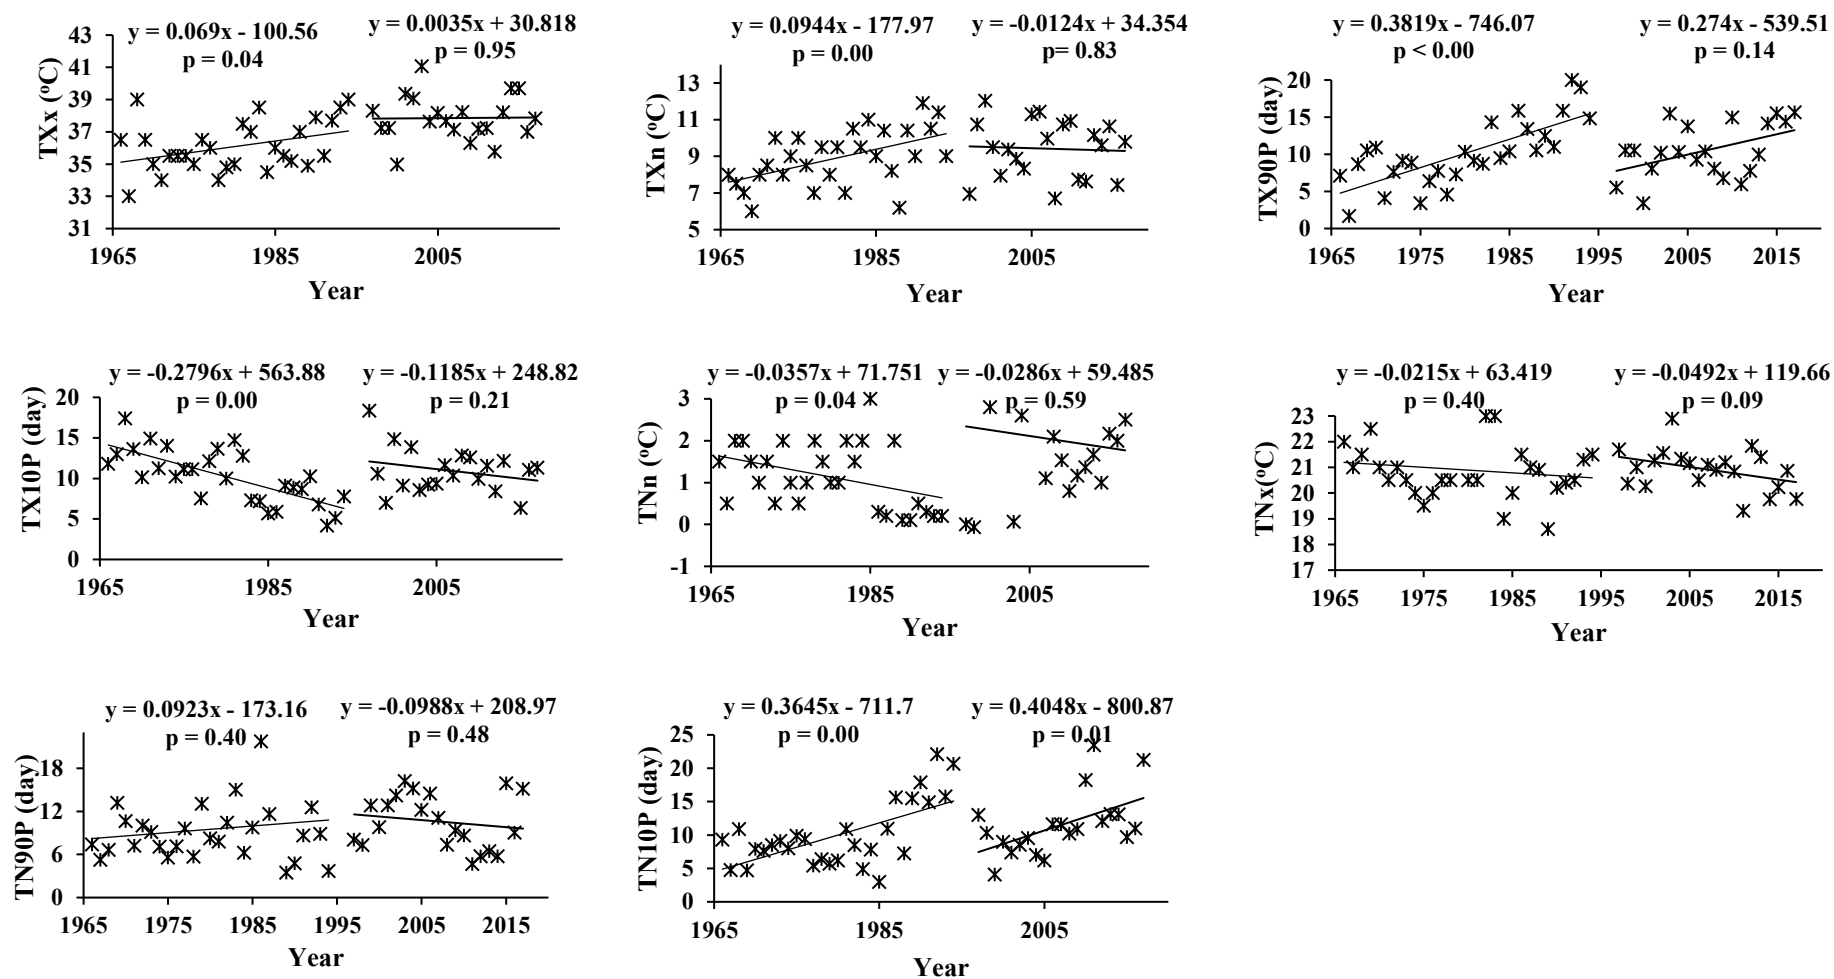 y = 0.069x - 100.56
p = 0.04
y = 0.0035x + 30.818
p = 0.95
TXx (ºC)
43
41
39
37
35
33
31
1965 1985 2005
Year
y = 0.0944x - 177.97
p = 0.00
y = -0.0124x + 34.354
p= 0.83
TXn (ºC)
13
11
9
7
5
1965 1985 2005
Year
y = 0.3819x - 746.07
p < 0.00
y = 0.274x - 539.51
p = 0.14
TX90P (day)
20
15
10
5
0
1965 1975 1985 1995 2005 2015
Year
y = -0.2796x + 563.88
p = 0.00
y = -0.1185x + 248.82
p = 0.21
TX10P (day)
20
15
10
5
0
1965 1985 2005
Year
y = -0.0357x + 71.751
p = 0.04
y = -0.0286x + 59.485
p = 0.59
TNn (ºC)
3
2
1
0
-1
1965 1985 2005
Year
y = -0.0215x + 63.419
p = 0.40
y = -0.0492x + 119.66
p = 0.09
TNx(ºC)
23
22
21
20
19
18
17
1965 1975 1985 1995 2005 2015
Year
y = 0.0923x - 173.16
p = 0.40
y = -0.0988x + 208.97
p = 0.48
TN90P (day)
18
12
6
0
1965 1975 1985 1995 2005 2015
Year
y = 0.3645x - 711.7
p = 0.00
y = 0.4048x - 800.87
p = 0.01
TN10P (day)
25
20
15
10
5
0
1965 1985 2005
Year